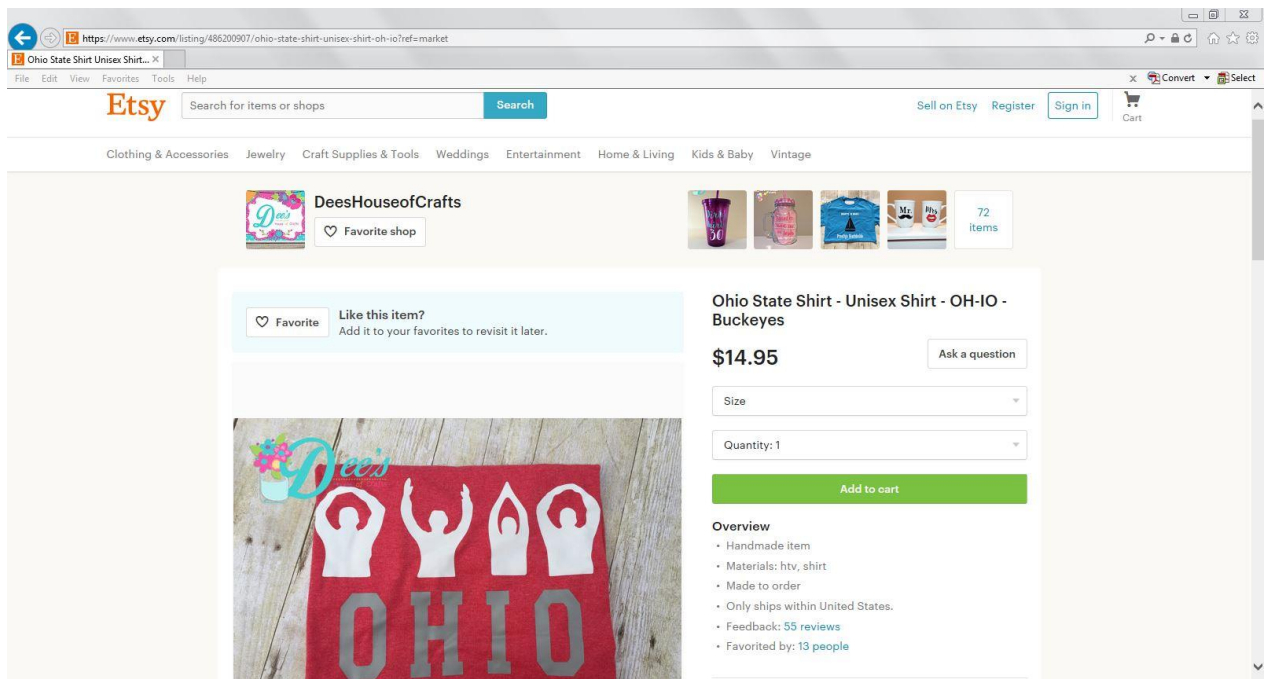 https://www.etsy.com/listing/486200907/ohio-state-shirt-unisex-shirt-oh-io?ref=market
Ohio State Shirt Unisex Shirt...
File Edit View Favorites Tools Help
x Convert Select
Etsy
Search for items or shops
Search
Sell on Etsy Register Sign in
Cart
Clothing & Accessories Jewelry Craft Supplies & Tools Weddings Entertainment Home & Living Kids & Baby Vintage
Dee's
DeesHouseofCrafts
Favorite shop
30
Mr. Mrs
72
items
Favorite
Like this item?
Add it to your favorites to revisit it later.
Ohio State Shirt - Unisex Shirt - OH-IO -
Buckeyes
$14.95
Ask a question
Size
Quantity: 1
Add to cart
Dee's
OHIO
Overview
• Handmade item
• Materials: htv, shirt
• Made to order
• Only ships within United States.
• Feedback: 55 reviews
• Favorited by: 13 people